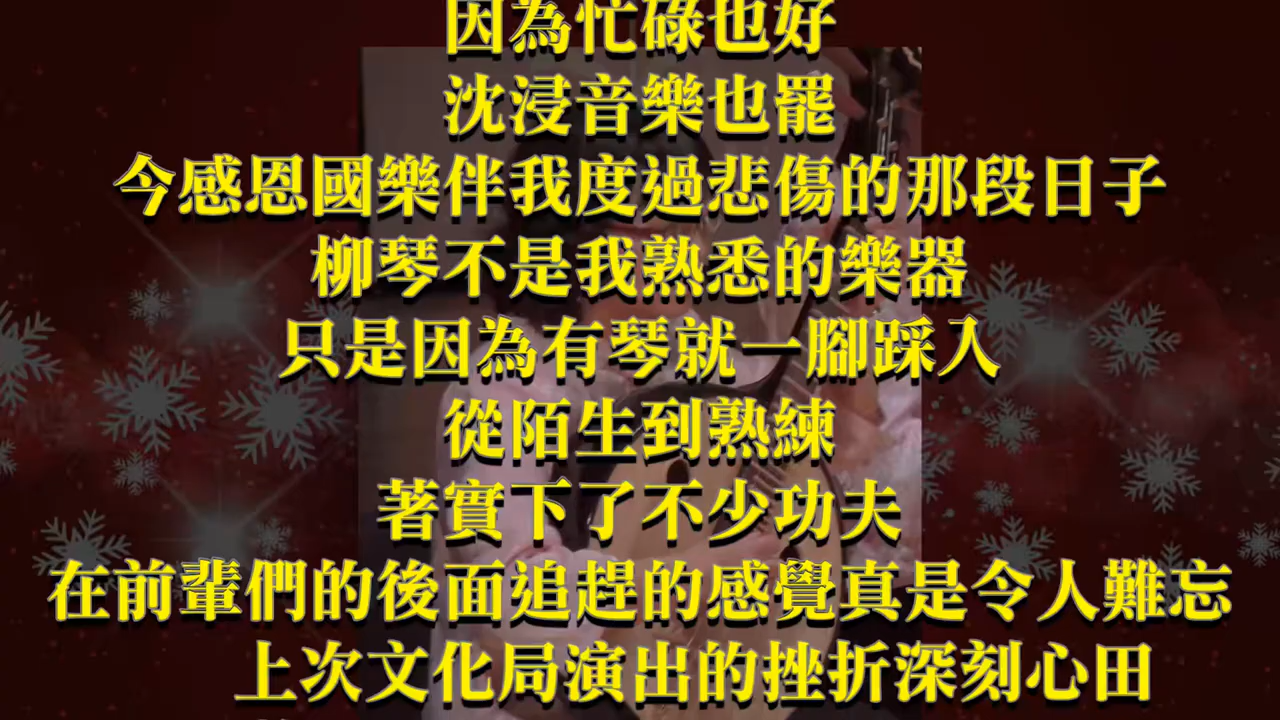 因為忙碌也好
沈浸音樂也罷
今感恩國樂伴我度過悲傷的那段日子
柳琴不是我熟悉的樂器
只是因為有琴就一腳踩入
從陌生到熟練
著實下了不少功夫
在前輩們的後面追趕的感覺真是令人難忘
上次文化局演出的挫折深刻心田